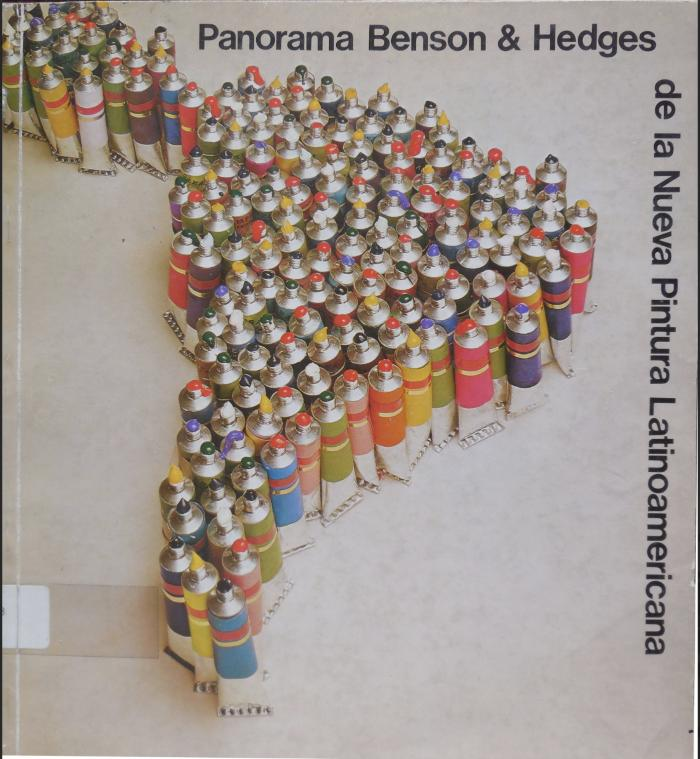 Panorama Benson & Hedges
de la Nueva Pintura Latinoamericana